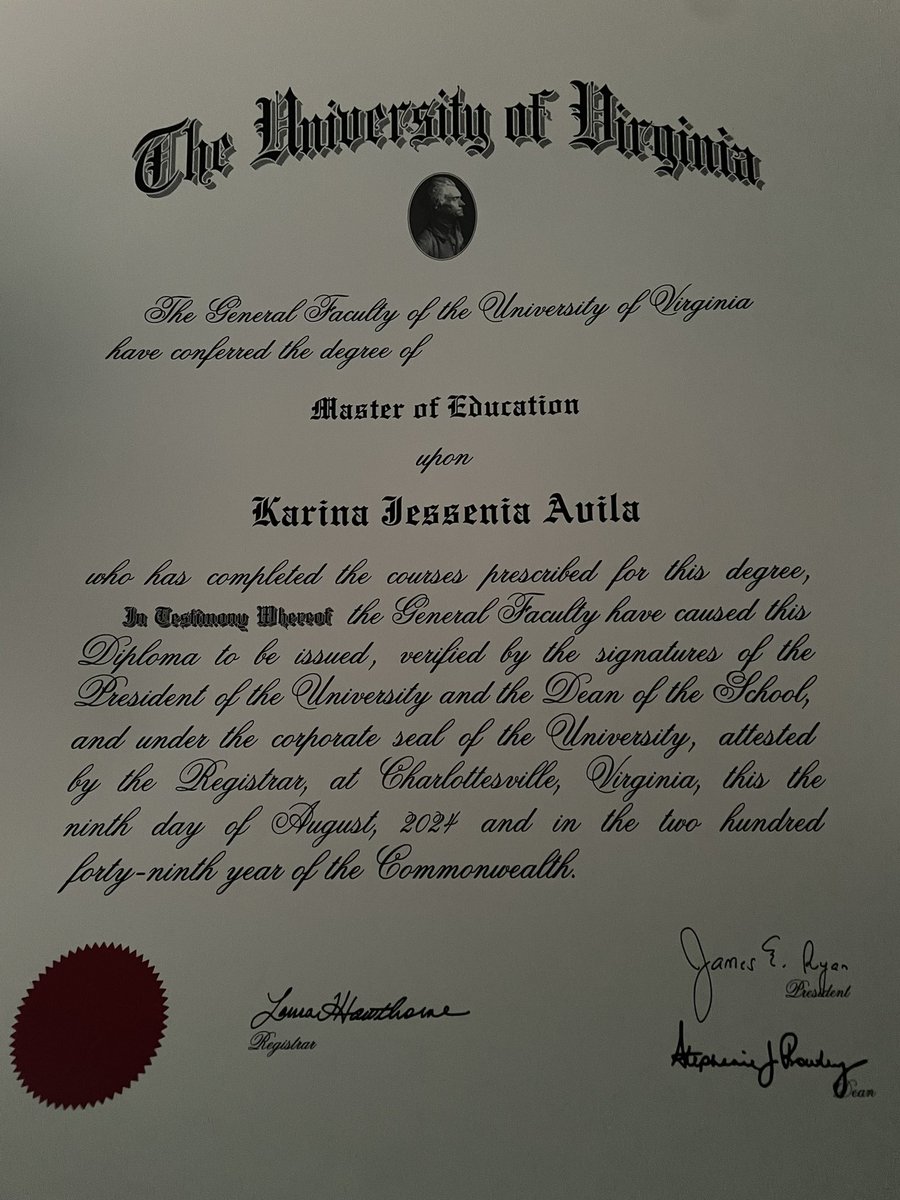 The University of Virginia
The General Faculty of the University of Virginia
have conferred the degree of
Master of Education
upon
Karina Jessenia Avila
who has completed the courses prescribed for this degree,
In Testimony Whereof the General Faculty have caused this
Diploma to be issued, verified by the signatures of the
President of the University and the Dean of the School,
and under the corporate seal of the University, attested
by the Registrar, at Charlottesville, Virginia, this the
ninth day of August, 2024 and in the two hundred
forty-ninth year of the Commonwealth.
James E. Ryan
President
Laura Hawthorne
Registrar
Stephanie J. Rowley
Dean